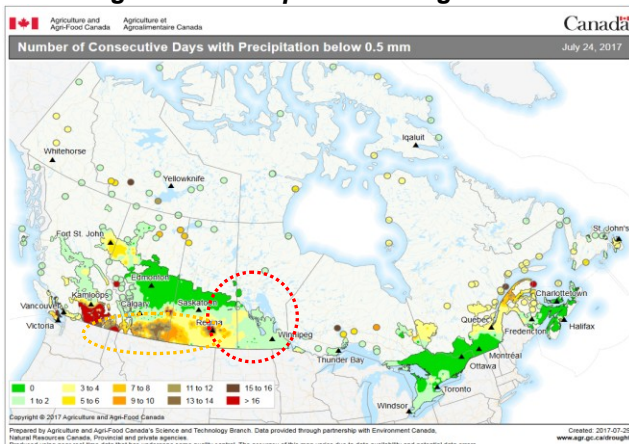 Agriculture and Agri-Food Canada
Agriculture et Agroalimentaire Canada
Canada
Number of Consecutive Days with Precipitation below 0.5 mm
July 24, 2017
Iqaluit
Whitehorse
Yellowknife
St. John's
Fort St. John
Edmonton
Charlottetown
Kamloops
Calgary
Saskatoon
Vancouver
Regina
Québec
Victoria
Winnipeg
Fredericton
Halifax
Thunder Bay
Montréal
Ottawa
Toronto
Windsor
0 3 to 4 7 to 8 11 to 12 15 to 16
1 to 2 5 to 6 9 to 10 13 to 14 > 16
Copyright © 2017 Agriculture and Agri-Food Canada
Prepared by Agriculture and Agri-Food Canada's Science and Technology Branch. Data provided through partnership with Environment Canada,
Natural Resources Canada, Provincial and private agencies.
Created: 2017-07-25
www.agr.gc.ca/drought